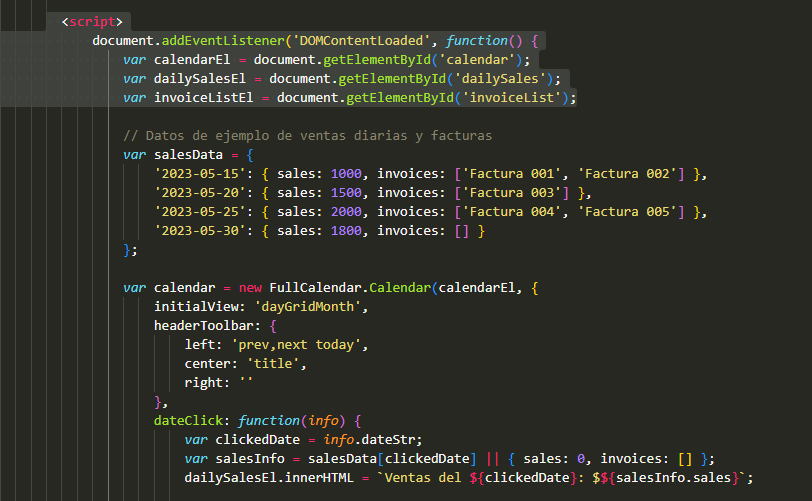 <script>
document.addEventListener('DOMContentLoaded', function() {
var calendarEl = document.getElementById('calendar');
var dailySalesEl = document.getElementById('dailySales');
var invoiceListEl = document.getElementById('invoiceList');
// Datos de ejemplo de ventas diarias y facturas
var salesData = {
'2023-05-15': { sales: 1000, invoices: ['Factura 001', 'Factura 002'] },
'2023-05-20': { sales: 1500, invoices: ['Factura 003'] },
'2023-05-25': { sales: 2000, invoices: ['Factura 004', 'Factura 005'] },
'2023-05-30': { sales: 1800, invoices: [] }
};
var calendar = new FullCalendar.Calendar(calendarEl, {
initialView: 'dayGridMonth',
headerToolbar: {
left: 'prev,next today',
center: 'title',
right: ''
},
dateClick: function(info) {
var clickedDate = info.dateStr;
var salesInfo = salesData[clickedDate] || { sales: 0, invoices: [] };
dailySalesEl.innerHTML = `Ventas del ${clickedDate}: $${salesInfo.sales}`;